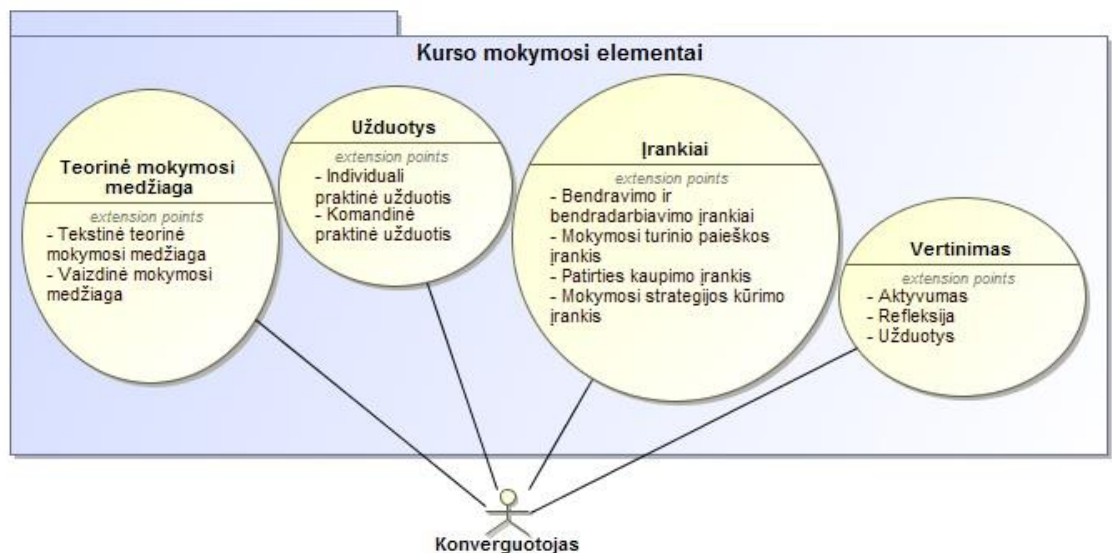 Kurso mokymosi elementai
Teorinė mokymosi
medžiaga
extension points
- Tekstinė teorinė
mokymosi medžiaga
- Vaizdinė mokymosi
medžiaga
Užduotys
extension points
- Individuali
praktinė užduotis
- Komandinė
praktinė užduotis
Įrankiai
extension points
- Bendravimo ir
bendradarbiavimo įrankiai
- Mokymosi turinio paieškos
įrankis
- Patirties kaupimo įrankis
- Mokymosi strategijos kūrimo
įrankis
Vertinimas
extension points
- Aktyvumas
- Refleksija
- Užduotys
Konverguotojas